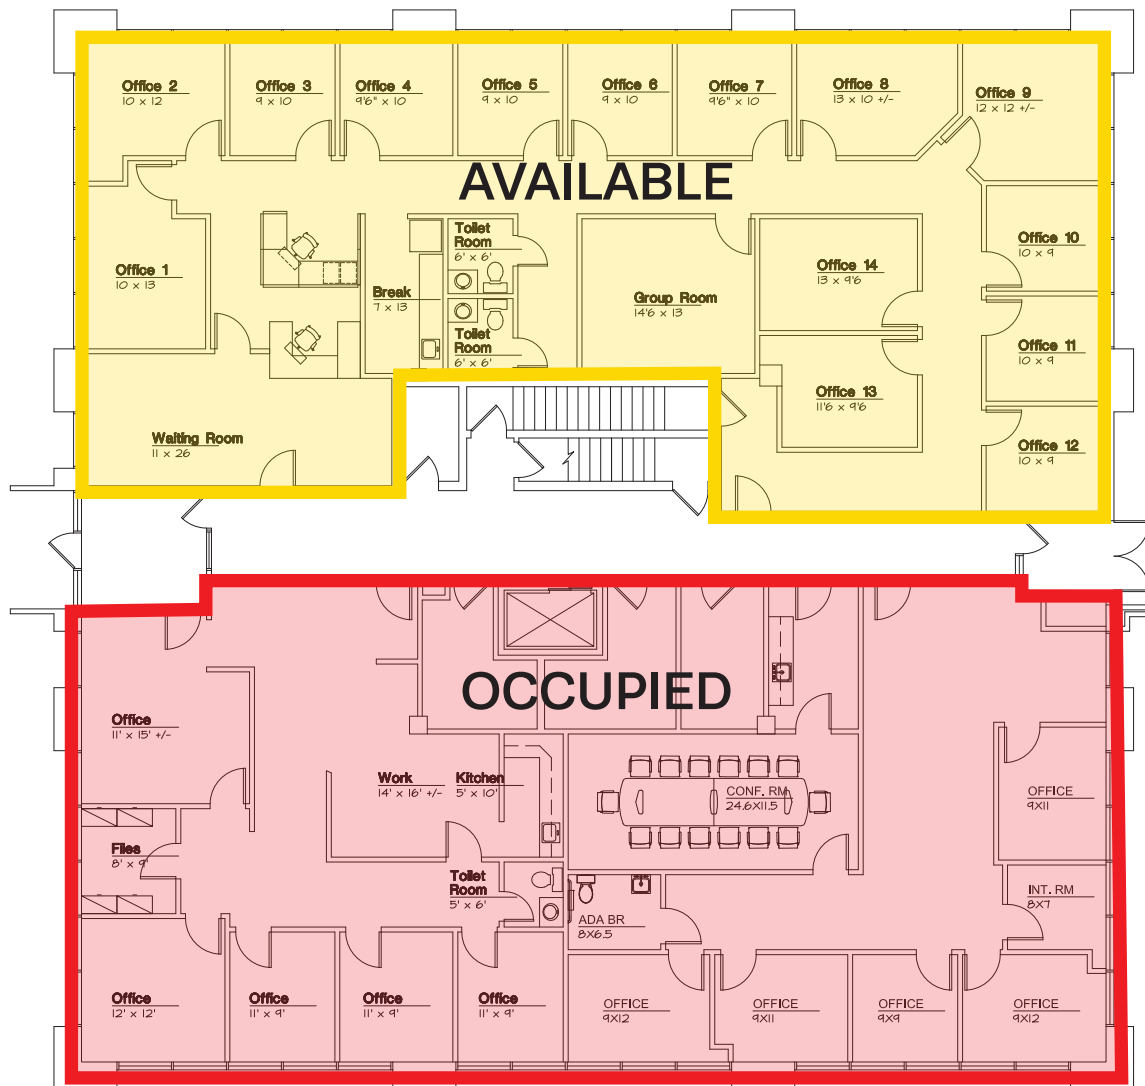 Office 2
10 x 12
Office 3
9 x 10
Office 4
9'6" x 10
Office 5
9 x 10
Office 6
9 x 10
Office 7
9'6" x 10
Office 8
13 x 10 +/-
Office 9
12 x 12 +/-
AVAILABLE
Office 1
10 x 13
Break
7 x 13
Toilet
Room
6' x 6'
Toilet
Room
6' x 6'
Group Room
14'6 x 13
Office 14
13 x 9'6
Office 10
10 x 9
Office 11
10 x 9
Office 13
11'6 x 9'6
Office 12
10 x 9
Waiting Room
11 x 26
OCCUPIED
Office
11' x 15' +/-
Work
14' x 16' +/-
Kitchen
5' x 10'
CONF. RM
24.6X11.5
OFFICE
9X11
Files
8' x 9'
Toilet
Room
5' x 6'
ADA BR
8X6.5
INT. RM
8X7
Office
12' x 12'
Office
11' x 9'
Office
11' x 9'
Office
11' x 9'
OFFICE
9X12
OFFICE
9X11
OFFICE
9X9
OFFICE
9X12